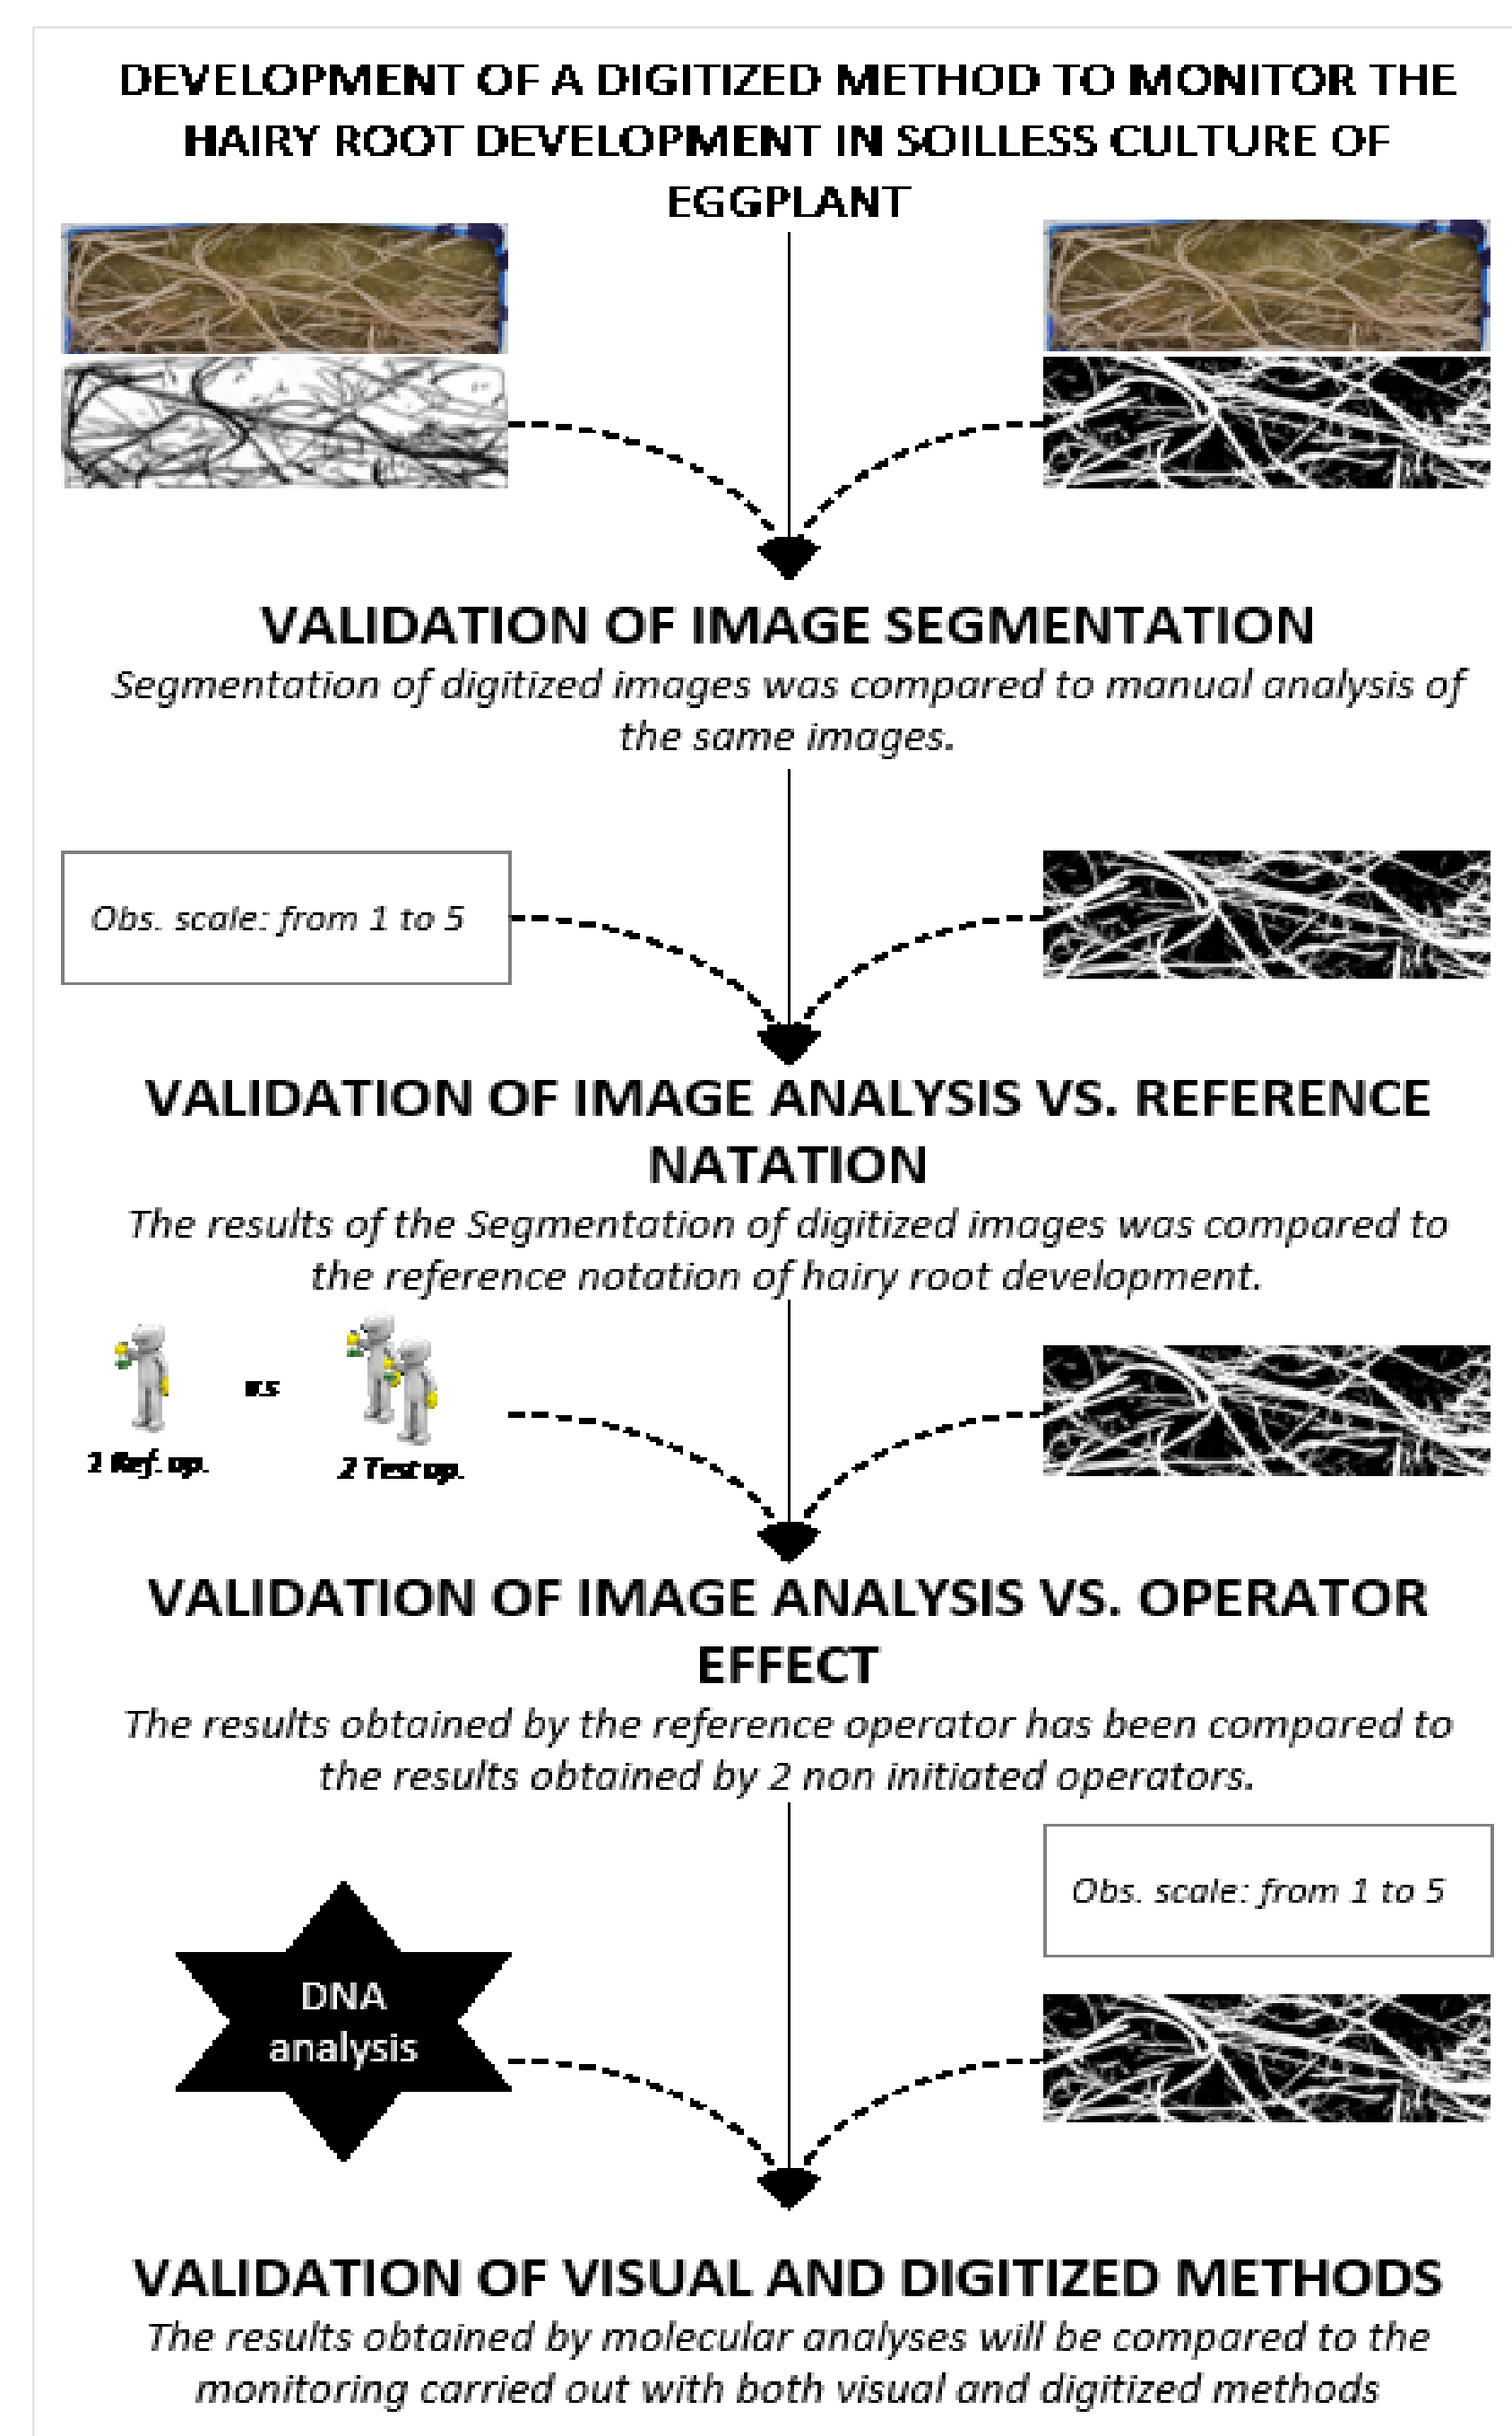 DEVELOPMENT OF A DIGITIZED METHOD TO MONITOR THE
HAIRY ROOT DEVELOPMENT IN SOILLESS CULTURE OF
EGGPLANT
VALIDATION OF IMAGE SEGMENTATION
Segmentation of digitized images was compared to manual analysis of
the same images.
Obs. scale: from 1 to 5
VALIDATION OF IMAGE ANALYSIS VS. REFERENCE
NATATION
The results of the Segmentation of digitized images was compared to
the reference notation of hairy root development.
1 Ref. op.
2 Test op.
VALIDATION OF IMAGE ANALYSIS VS. OPERATOR
EFFECT
The results obtained by the reference operator has been compared to
the results obtained by 2 non initiated operators.
Obs. scale: from 1 to 5
DNA
analysis
VALIDATION OF VISUAL AND DIGITIZED METHODS
The results obtained by molecular analyses will be compared to the
monitoring carried out with both visual and digitized methods